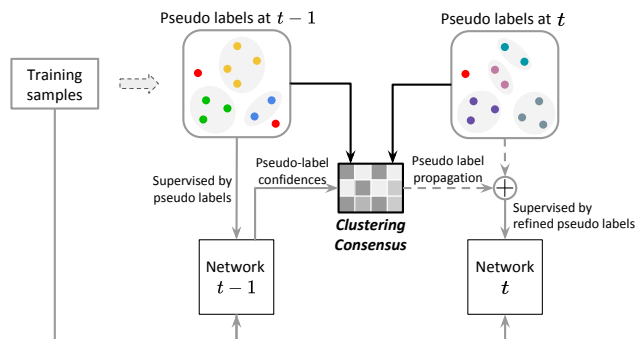 Pseudo labels at t − 1
Pseudo labels at t
Training
samples
Supervised by
pseudo labels
Pseudo-label
confidences
Pseudo label
propagation
Clustering
Consensus
Supervised by
refined pseudo labels
Network
t − 1
Network
t